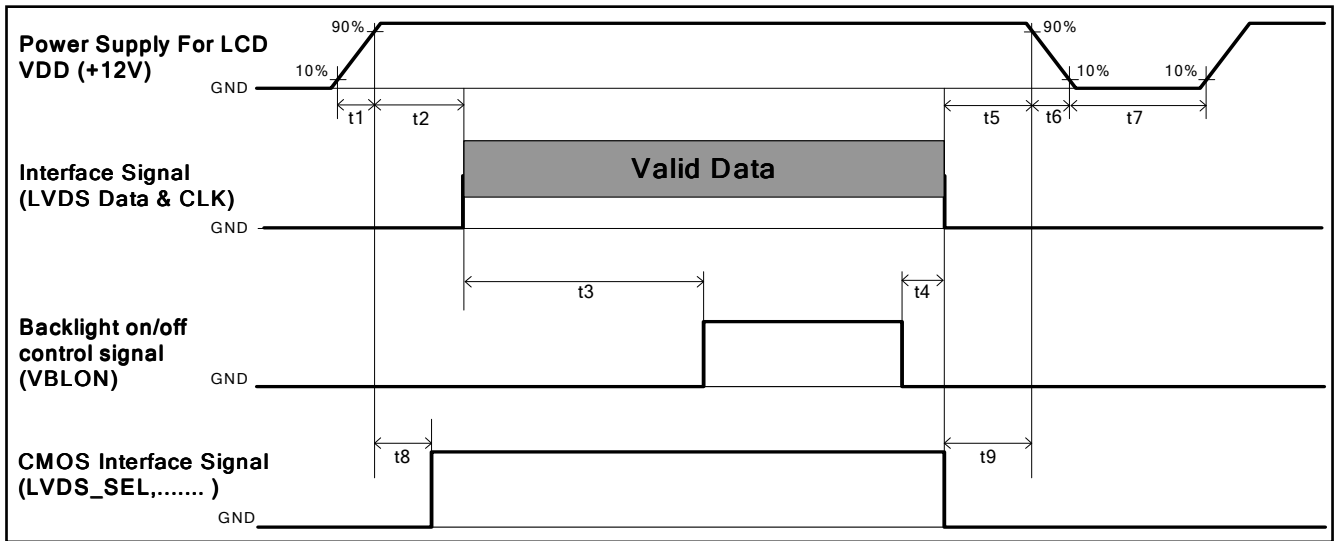 Power Supply For LCD
VDD (+12V)
90%
10%
GND
90%
10%
10%
t1
t2
t5
t6
t7
Interface Signal
(LVDS Data & CLK)
GND
Valid Data
t3
t4
Backlight on/off
control signal
(VBLON)
GND
t8
t9
CMOS Interface Signal
(LVDS_SEL,....... )
GND